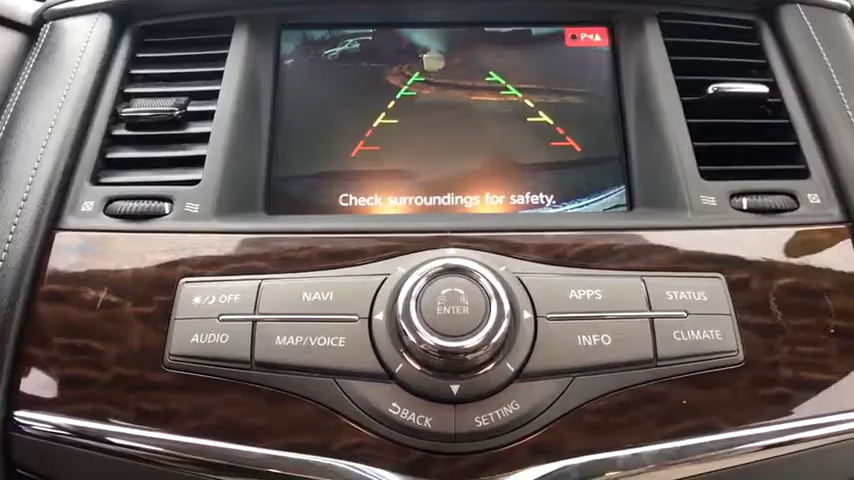 P
Check surroundings for safety.
OFF
NAVI
APPS
STATUS
AUDIO
MAP/VOICE
ENTER
INFO
CLIMATE
BACK
SETTING